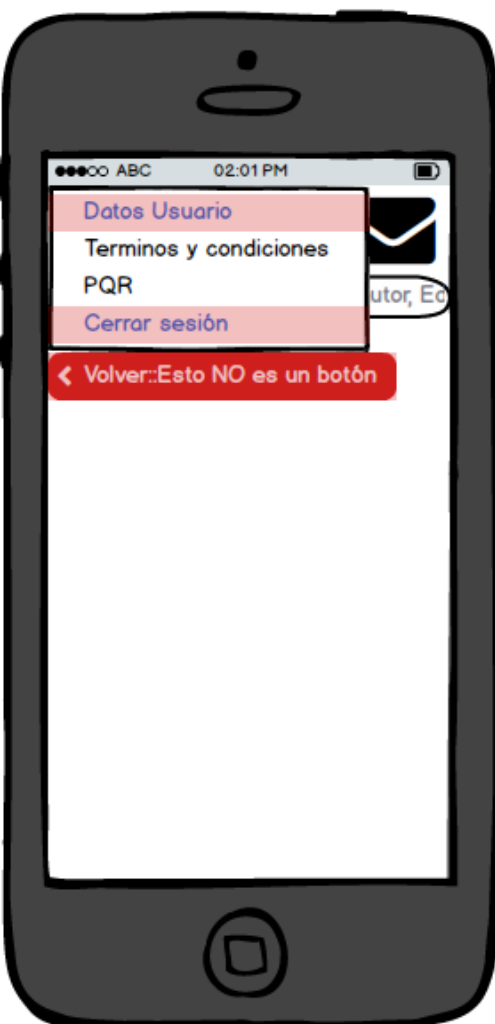 ABC 02:01 PM
Datos Usuario
Terminos y condiciones
PQR
utor, Ed
Cerrar sesión
Volver::Esto NO es un botón